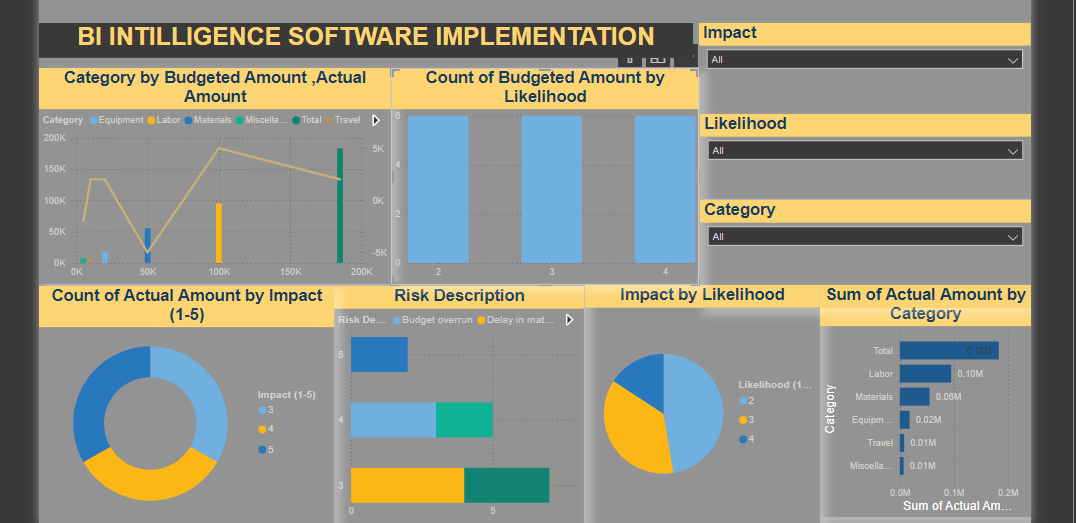 BI INTILLIGENCE SOFTWARE IMPLEMENTATION
Impact
All
Likelihood
All
Category
All
Category by Budgeted Amount ,Actual
Amount
Category Equipment Labor Materials Miscella... Total Travel
200K
150K
100K
50K
0K
5K
0K
-5K
0K 50K 100K 150K 200K
Count of Budgeted Amount by
Likelihood
6
4
2
0
2 3 4
Count of Actual Amount by Impact
(1-5)
Impact (1-5)
3
4
5
Risk Description
Risk De... Budget overrun Delay in mat...
5
4
3
0 5
Impact by Likelihood
Likelihood (1...
2
3
4
Sum of Actual Amount by
Category
Category
Total 0.18M
Labor 0.10M
Materials 0.06M
Equipm... 0.02M
Travel 0.01M
Miscella... 0.01M
0.0M 0.1M 0.2M
Sum of Actual Am...